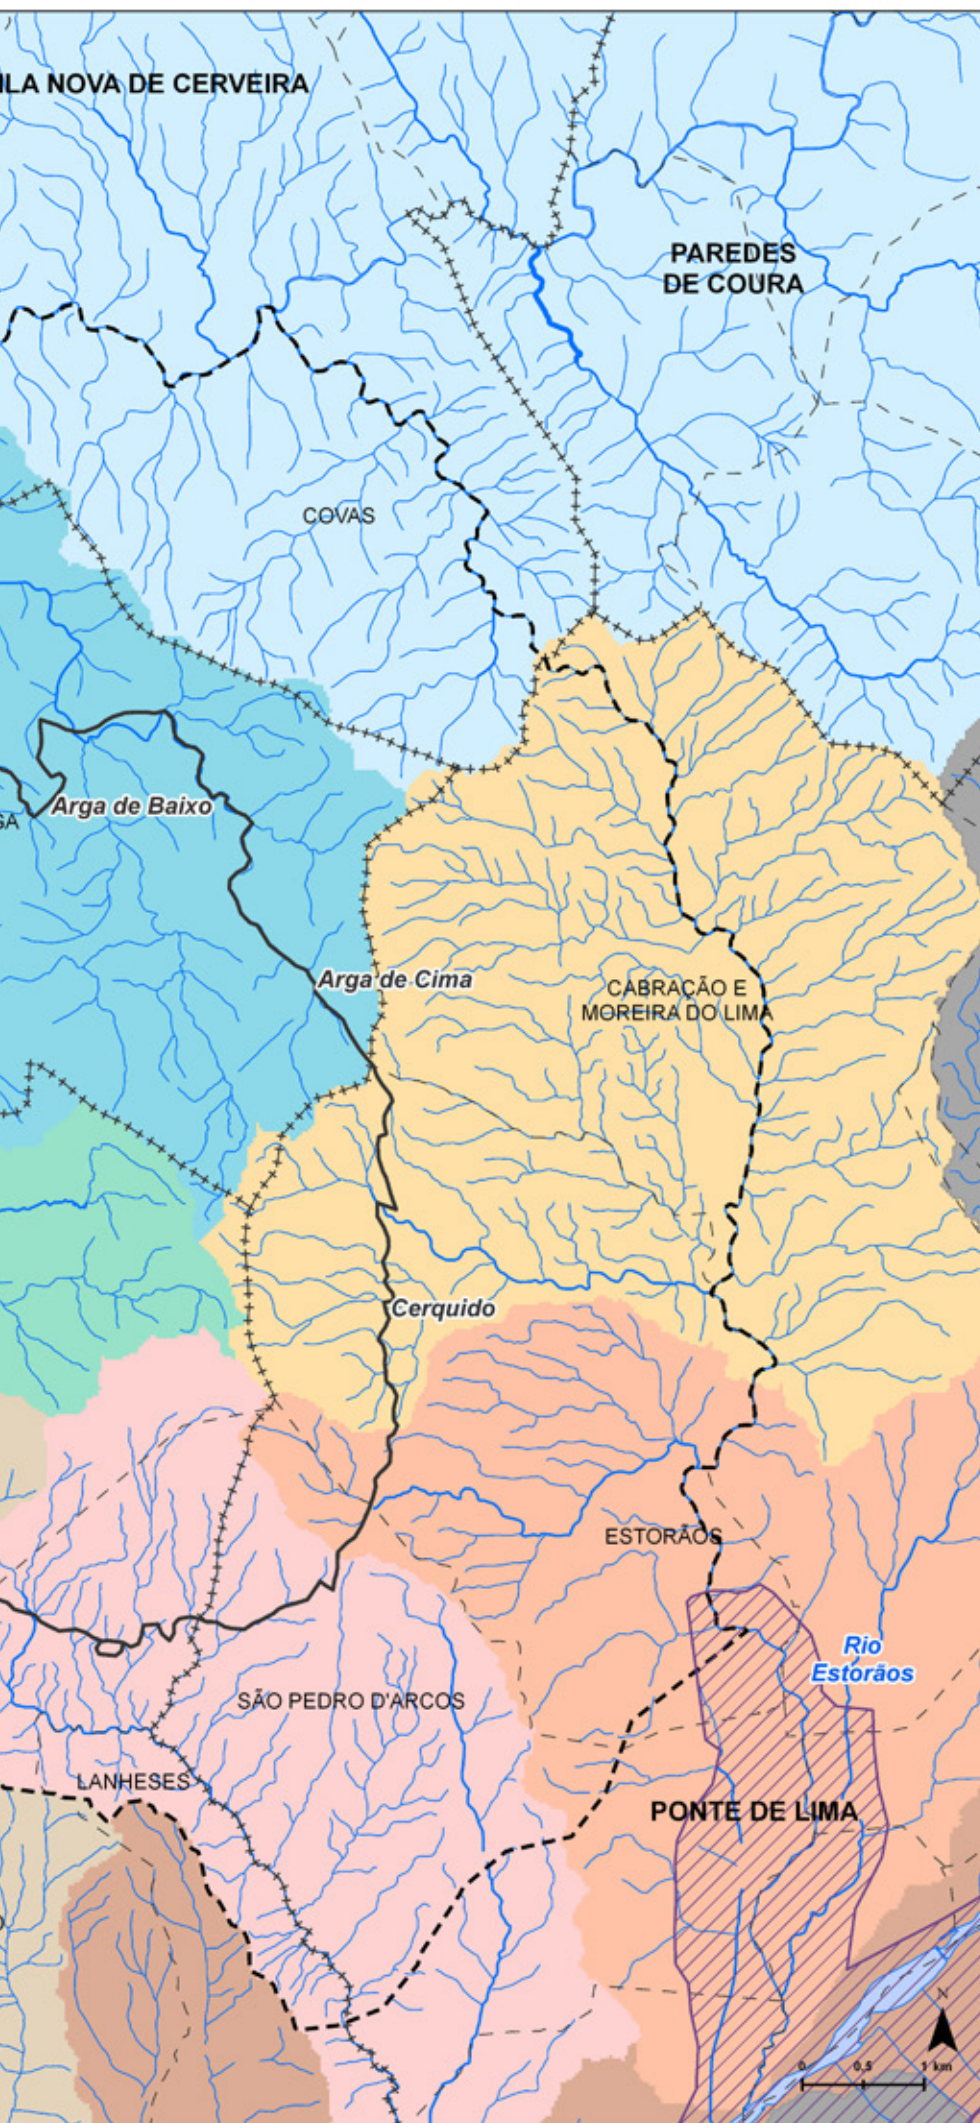 ILA NOVA DE CERVEIRA
PAREDES
DE COURA
COVAS
Arga de Baixo
GA
Arga de Cima
CABRAÇÃO E
MOREIRA DO LIMA
Cerquido
ESTORÃOS
Rio
Estorãos
SÃO PEDRO D'ARCOS
LANHESES
PONTE DE LIMA
O
N
0 0,5 1 km